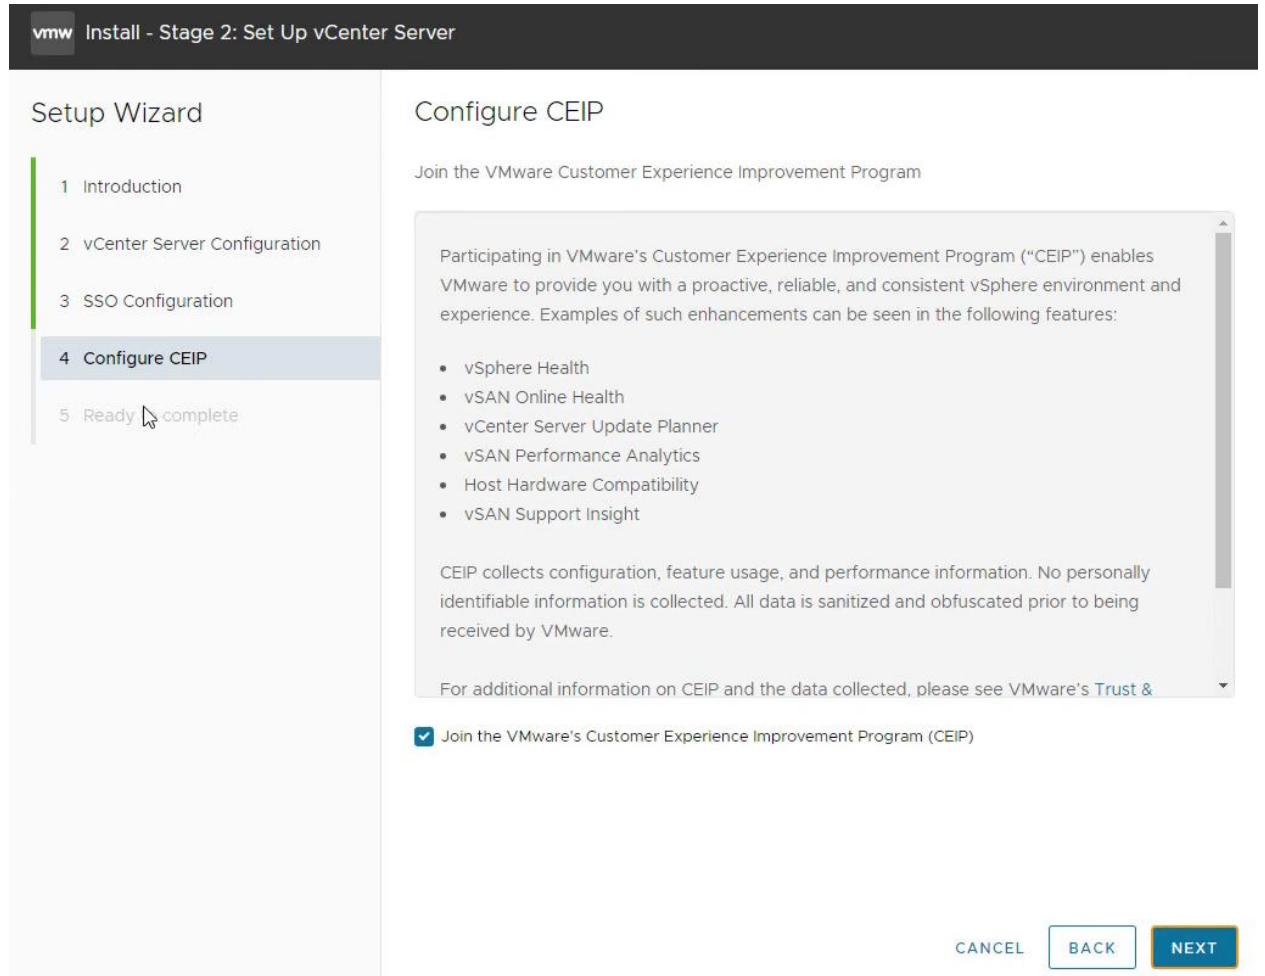 vmw Install - Stage 2: Set Up vCenter Server
Setup Wizard
1 Introduction
2 vCenter Server Configuration
3 SSO Configuration
4 Configure CEIP
5 Ready to complete
Configure CEIP
Join the VMware Customer Experience Improvement Program
Participating in VMware's Customer Experience Improvement Program (“CEIP”) enables
VMware to provide you with a proactive, reliable, and consistent vSphere environment and
experience. Examples of such enhancements can be seen in the following features:
• vSphere Health
• vSAN Online Health
• vCenter Server Update Planner
• vSAN Performance Analytics
• Host Hardware Compatibility
• vSAN Support Insight
CEIP collects configuration, feature usage, and performance information. No personally
identifiable information is collected. All data is sanitized and obfuscated prior to being
received by VMware.
For additional information on CEIP and the data collected, please see VMware's Trust &
Join the VMware's Customer Experience Improvement Program (CEIP)
CANCEL BACK NEXT